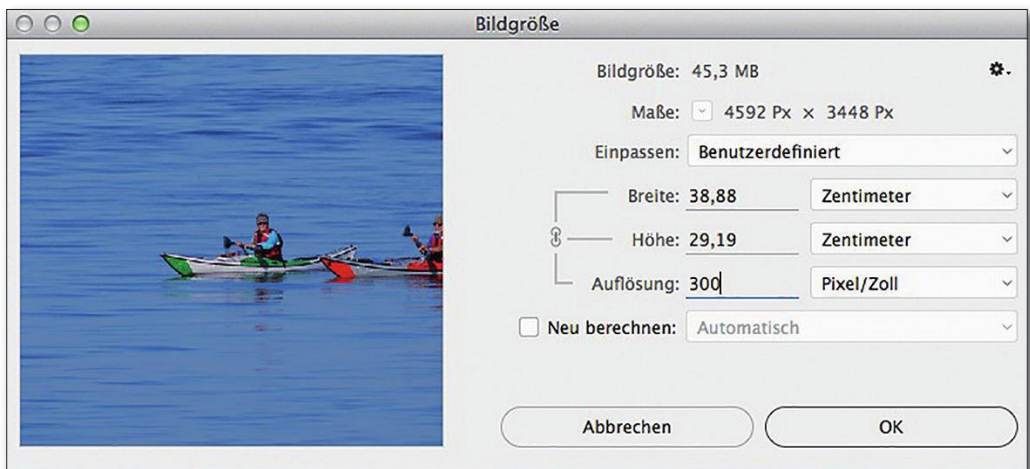 Bildgröße
Bildgröße: 45,3 MB
Maße: 4592 Px × 3448 Px
Einpassen: Benutzerdefiniert
Breite: 38,88 Zentimeter
Höhe: 29,19 Zentimeter
Auflösung: 300 Pixel/Zoll
Neu berechnen: Automatisch
Abbrechen OK